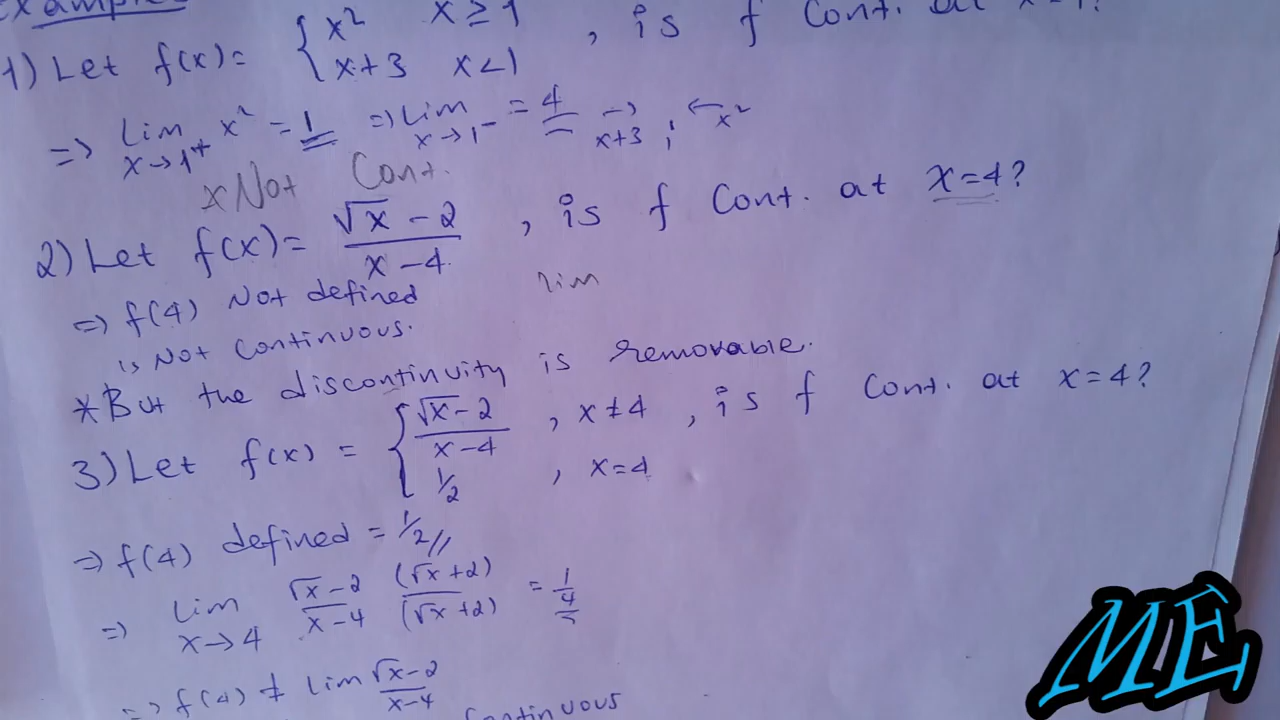 Examples
1) Let f(x) = { x² x ≥ 1 , is f Cont. at x=1?
x+3 x<1
=> lim x→1⁺ x² = 1 => lim x→1⁻ = 4 → x+3 ; ← x²
x Not Cont.
2) Let f(x) = √x - 2 / x - 4 , is f Cont. at x=4?
=> f(4) Not defined lim
is Not continuous.
*But the discontinuity is removable.
3) Let f(x) = { √x - 2 / x - 4 , x ≠ 4 , is f Cont. at x=4?
1/2 , x=4
=> f(4) defined = 1/2 //
=> lim x→4 √x - 2 / x - 4 (√x + 2) / (√x + 2) = 1/4
=> f(4) ≠ lim √x - 2 / x - 4
Continuous
ME